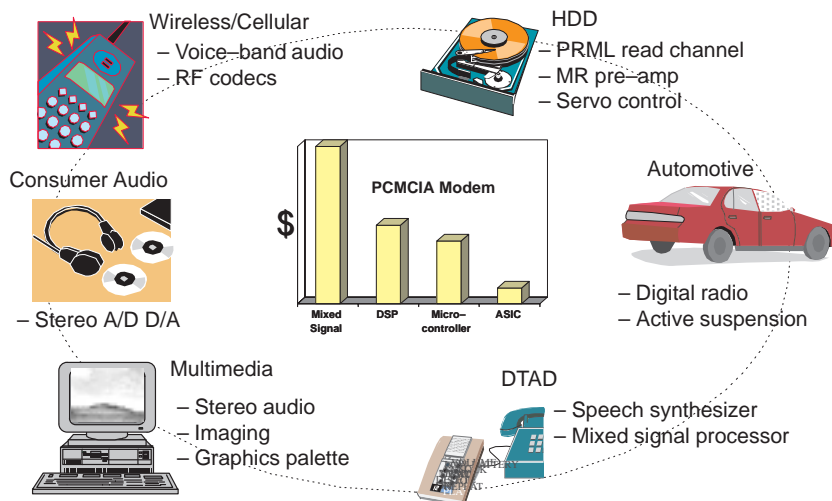 Wireless/Cellular
– Voice–band audio
– RF codecs
HDD
– PRML read channel
– MR pre–amp
– Servo control
Consumer Audio
– Stereo A/D D/A
PCMCIA Modem
$
Mixed
Signal
DSP
Micro–
controller
ASIC
Automotive
– Digital radio
– Active suspension
Multimedia
– Stereo audio
– Imaging
– Graphics palette
DTAD
– Speech synthesizer
– Mixed signal processor